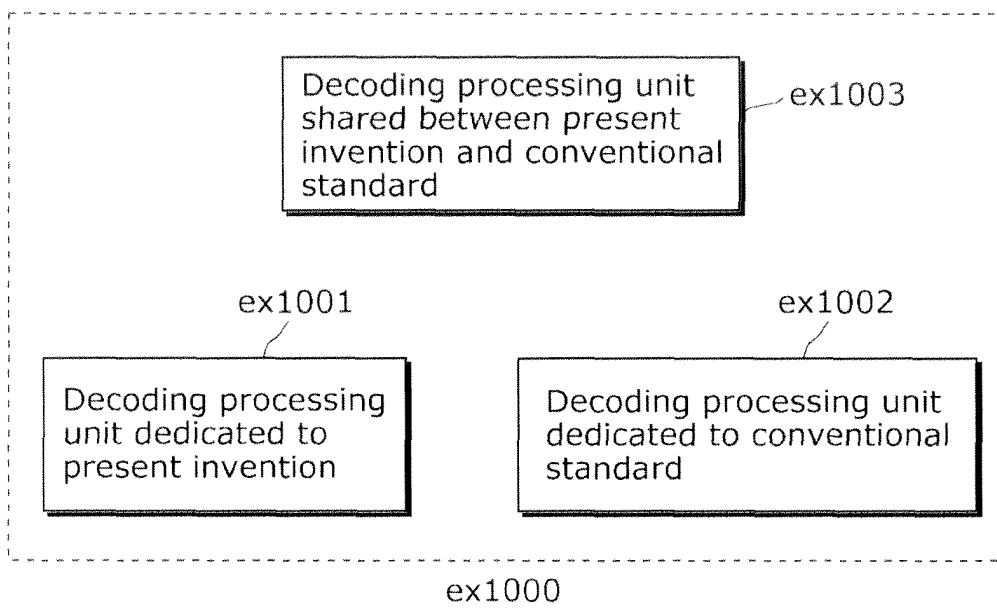 Decoding processing unit
shared between present
invention and conventional
standard
ex1003
ex1001
ex1002
Decoding processing
unit dedicated to
present invention
Decoding processing unit
dedicated to conventional
standard
ex1000